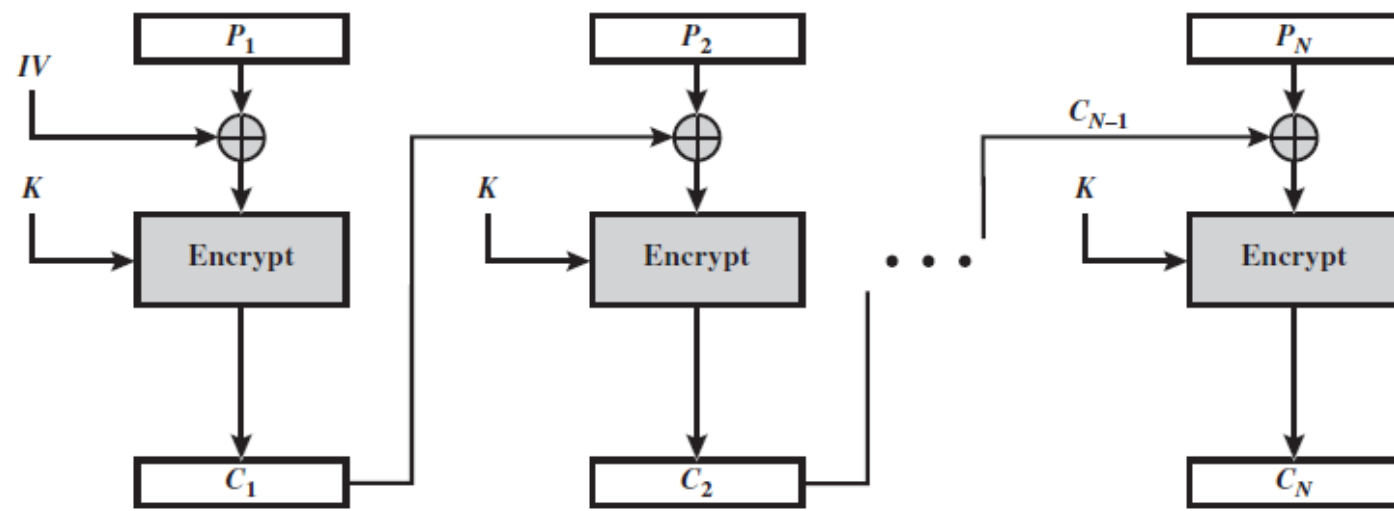 P1 P2 PN
IV
CN–1
K K K
Encrypt Encrypt Encrypt
C1 C2 CN